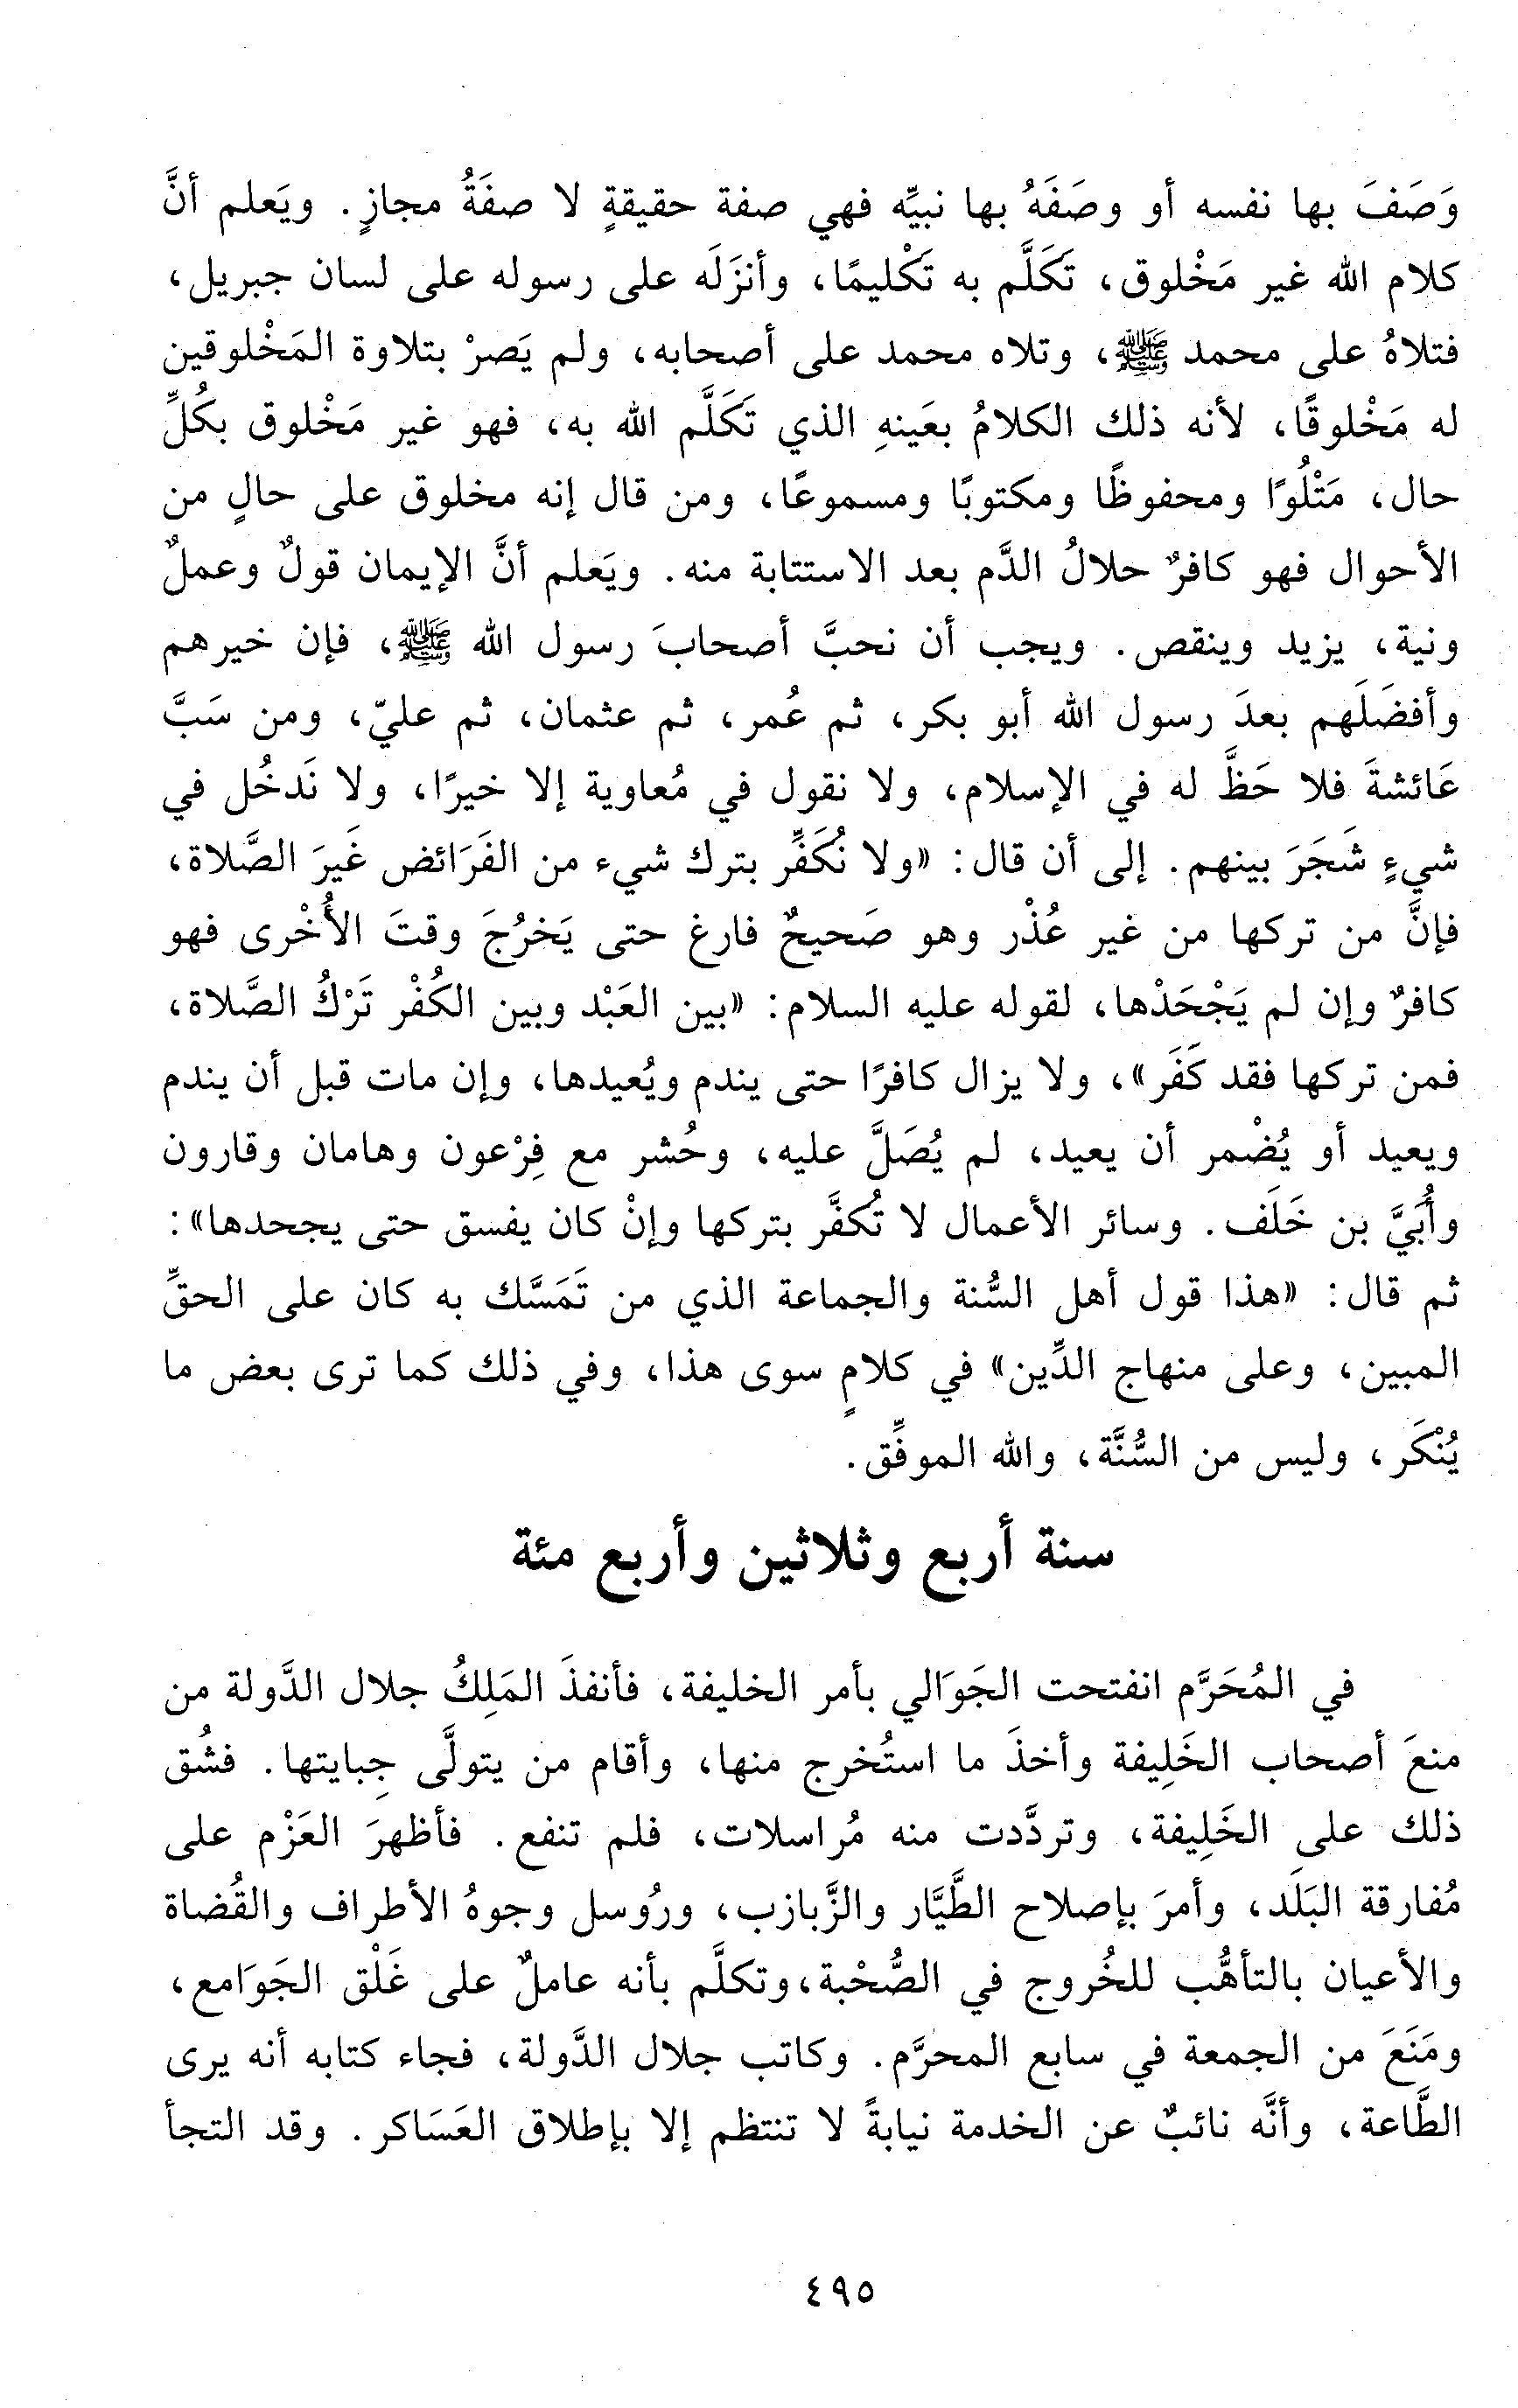 وَصَفَ بها نفسه أو وصَفَهُ بها نبيِّه فهي صفة حقيقةٍ لا صفَةُ مجازٍ. ويَعلم أنَّ
كلام الله غير مَخْلوق، تَكَلَّم به تَكْليمًا، وأنزَلَه على رسوله على لسان جبريل،
فتلاهُ على محمد ﷺ، وتلاه محمد على أصحابه، ولم يَصرْ بتلاوة المَخْلوقين
له مَخْلوقًا، لأنه ذلك الكلامُ بعَينهِ الذي تَكَلَّم الله به، فهو غير مَخْلوق بكُلِّ
حال، مَتْلُوًا ومحفوظًا ومكتوبًا ومسموعًا، ومن قال إنه مخلوق على حالٍ من
الأحوال فهو كافرٌ حلالُ الدَّم بعد الاستتابة منه. ويَعلم أنَّ الإيمان قولٌ وعملٌ
ونية، يزيد وينقص. ويجب أن نحبَّ أصحابَ رسول الله ﷺ، فإن خيرهم
وأفضَلَهم بعدَ رسول الله أبو بكر، ثم عُمر، ثم عثمان، ثم عليّ، ومن سَبَّ
عَائشةَ فلا حَظَّ له في الإسلام، ولا نقول في مُعاوية إلا خيرًا، ولا نَدخُل في
شيءٍ شَجَرَ بينهم. إلى أن قال: «ولا نُكَفِّر بترك شيء من الفَرَائض غَيرَ الصَّلاة،
فإنَّ من تركها من غير عُذْر وهو صَحيحٌ فارغ حتى يَخرُجَ وقتَ الأُخْرى فهو
كافرٌ وإن لم يَجْحَدْها، لقوله عليه السلام: «بين العَبْد وبين الكُفْر تَرْكُ الصَّلاة،
فمن تركها فقد كَفَر»، ولا يزال كافرًا حتى يندم ويُعيدها، وإن مات قبل أن يندم
ويعيد أو يُضْمر أن يعيد، لم يُصَلَّ عليه، وحُشر مع فِرْعون وهامان وقارون
وأُبَيَّ بن خَلَف. وسائر الأعمال لا تُكفَّر بتركها وإنْ كان يفسق حتى يجحدها»:
ثم قال: «هذا قول أهل السُّنة والجماعة الذي من تَمَسَّك به كان على الحقِّ
المبين، وعلى منهاج الدِّين» في كلامٍ سوى هذا، وفي ذلك كما ترى بعض ما
يُنْكَر، وليس من السُّنَّة، والله الموفِّق.
سنة أربع وثلاثين وأربع مئة
في المُحَرَّم انفتحت الجَوَالي بأمر الخليفة، فأنفذَ المَلِكُ جلال الدَّولة من
منعَ أصحاب الخَلِيفة وأخذَ ما استُخرج منها، وأقام من يتولَّى جِبايتها. فشُق
ذلك على الخَلِيفة، وتردَّدت منه مُراسلات، فلم تنفع. فأظهرَ العَزْم على
مُفارقة البَلَد، وأمرَ بإصلاح الطَّيَّار والزَّبازب، ورُوسل وجوهُ الأطراف والقُضاة
والأعيان بالتأهُّب للخُروج في الصُّحْبة،وتكلَّم بأنه عاملٌ على غَلْق الجَوَامع،
ومَنَعَ من الجمعة في سابع المحرَّم. وكاتب جلال الدَّولة، فجاء كتابه أنه يرى
الطَّاعة، وأنَّه نائبٌ عن الخدمة نيابةً لا تنتظم إلا بإطلاق العَسَاكر. وقد التجأ
٤٩٥